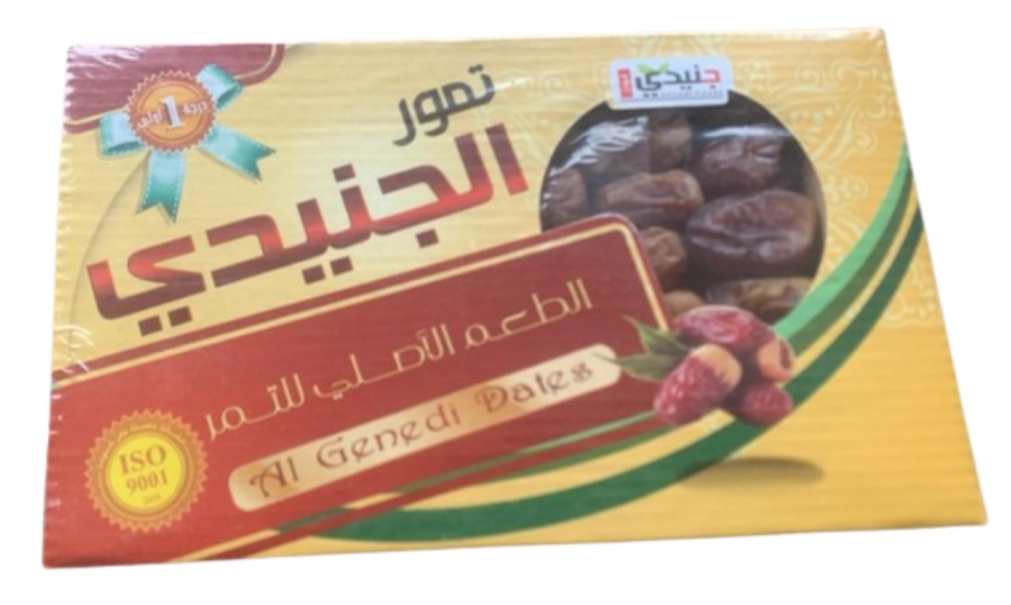 درجة 1 أولى
تمور
جنيدي
الجنيدي
الطعم الأصلي للتمر
Al Genedi Dates
ISO
9001